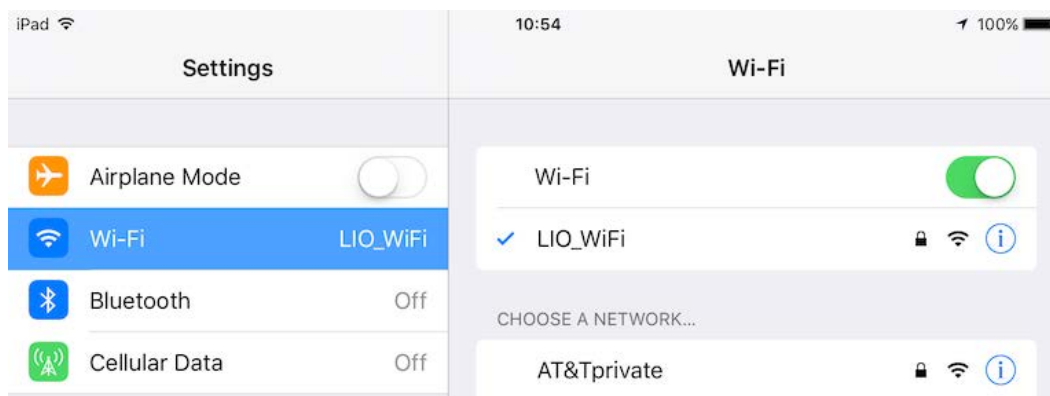 iPad 10:54 100%
Settings
Wi-Fi
Airplane Mode
Wi-Fi LIO_WiFi
Bluetooth Off
Cellular Data Off
Wi-Fi
LIO_WiFi
CHOOSE A NETWORK...
AT&Tprivate